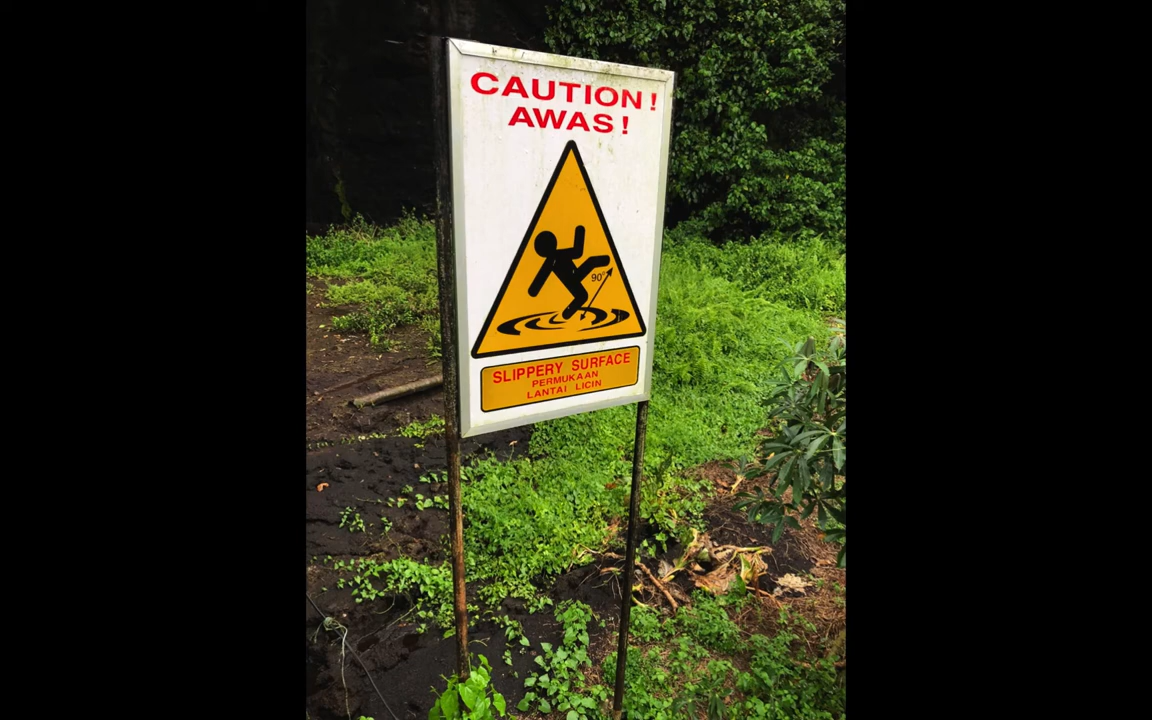 CAUTION !
AWAS !
90°
SLIPPERY SURFACE
PERMUKAAN
LANTAI LICIN